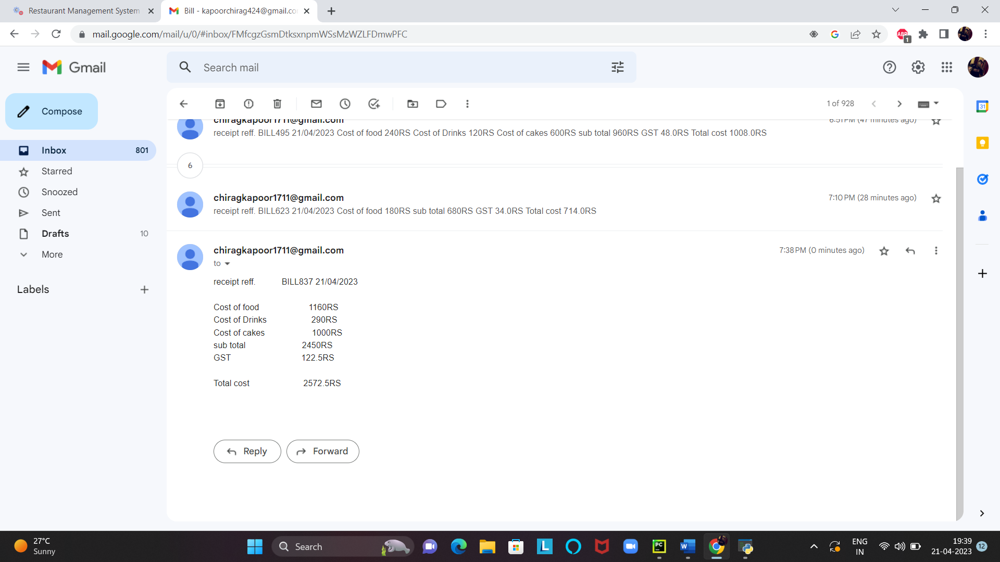 Restaurant Management System
Bill - kapoorchirag424@gmail.co
mail.google.com/mail/u/0/#inbox/FMfcgzGsmDtksxnpmWSsMzWZLFDmwPFC
ABP
1
Gmail
Search mail
Compose
1 of 928
31
Inbox 801
Starred
Snoozed
Sent
Drafts 10
More
Labels
chiragkapoor1711@gmail.com 6:51 PM (47 minutes ago)
receipt reff. BILL495 21/04/2023 Cost of food 240RS Cost of Drinks 120RS Cost of cakes 600RS sub total 960RS GST 48.0RS Total cost 1008.0RS
6
chiragkapoor1711@gmail.com 7:10 PM (28 minutes ago)
receipt reff. BILL623 21/04/2023 Cost of food 180RS sub total 680RS GST 34.0RS Total cost 714.0RS
chiragkapoor1711@gmail.com 7:38 PM (0 minutes ago)
to
receipt reff. BILL837 21/04/2023
Cost of food 1160RS
Cost of Drinks 290RS
Cost of cakes 1000RS
sub total 2450RS
GST 122.5RS
Total cost 2572.5RS
Reply Forward
27°C
Sunny
Search
L
PC
W
ENG
IN
19:39
21-04-2023
12